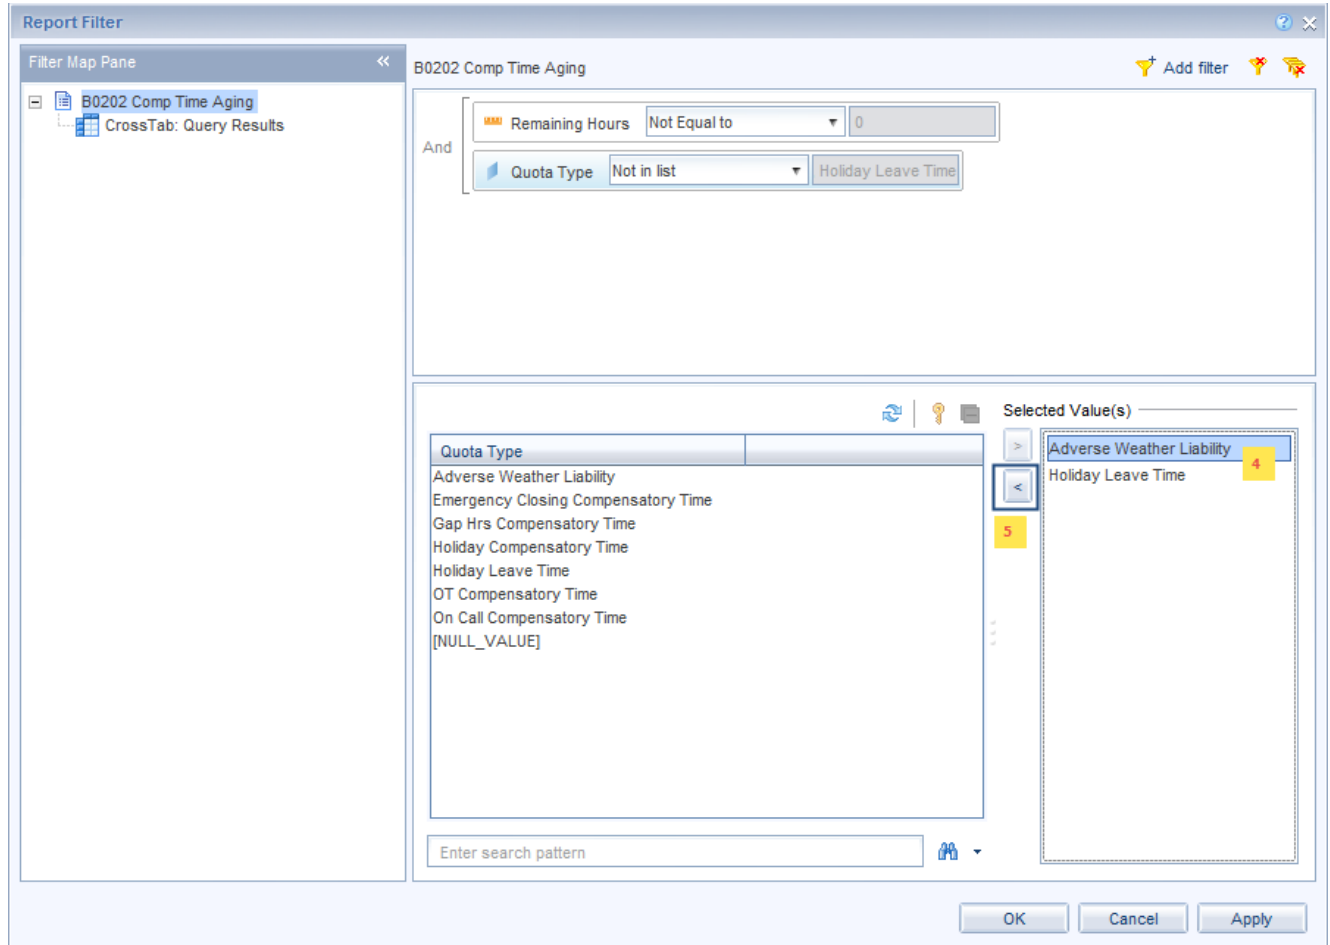 Report Filter
Filter Map Pane
B0202 Comp Time Aging
CrossTab: Query Results
B0202 Comp Time Aging
Add filter
And
Remaining Hours Not Equal to 0
Quota Type Not in list Holiday Leave Time
Selected Value(s)
Quota Type
Adverse Weather Liability
Emergency Closing Compensatory Time
Gap Hrs Compensatory Time
Holiday Compensatory Time
Holiday Leave Time
OT Compensatory Time
On Call Compensatory Time
[NULL_VALUE]
>
<
5
Adverse Weather Liability
4
Holiday Leave Time
Enter search pattern
OK Cancel Apply